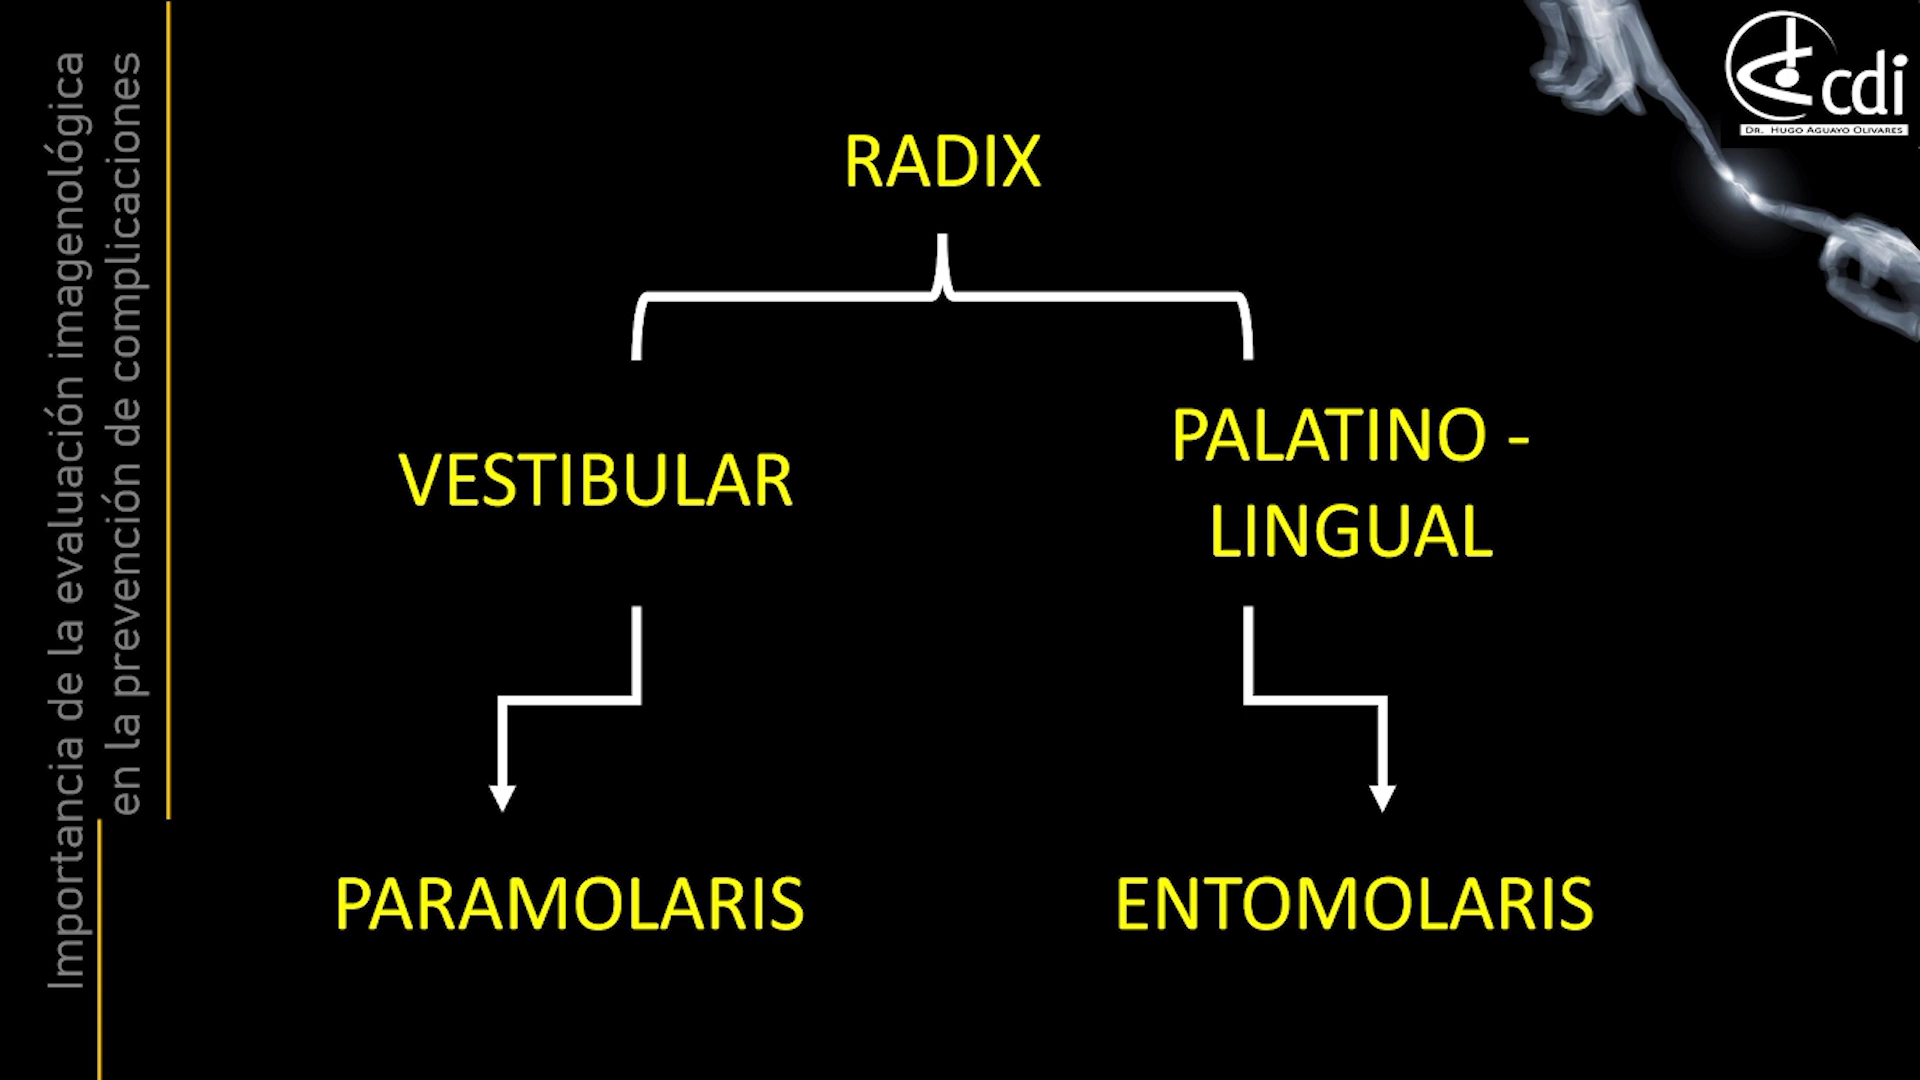 Importancia de la evaluación imagenológica
en la prevención de complicaciones
cdi
DR. HUGO AGUAYO OLIVARES
RADIX
VESTIBULAR
PALATINO -
LINGUAL
PARAMOLARIS
ENTOMOLARIS